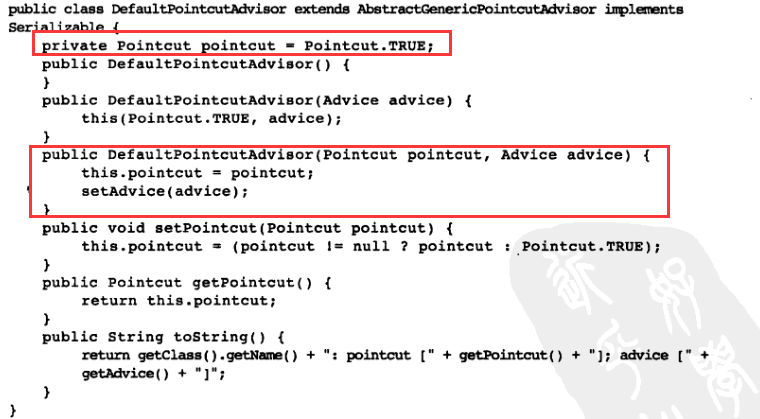 public class DefaultPointcutAdvisor extends AbstractGenericPointcutAdvisor implements
Serializable {
private Pointcut pointcut = Pointcut.TRUE;
public DefaultPointcutAdvisor() {
}
public DefaultPointcutAdvisor(Advice advice) {
this(Pointcut.TRUE, advice);
}
public DefaultPointcutAdvisor(Pointcut pointcut, Advice advice) {
this.pointcut = pointcut;
setAdvice(advice);
}
public void setPointcut(Pointcut pointcut) {
this.pointcut = (pointcut != null ? pointcut : Pointcut.TRUE);
}
public Pointcut getPointcut() {
return this.pointcut;
}
public String toString() {
return getClass().getName() + ": pointcut [" + getPointcut() + "]; advice [" +
getAdvice() + "]";
}
}